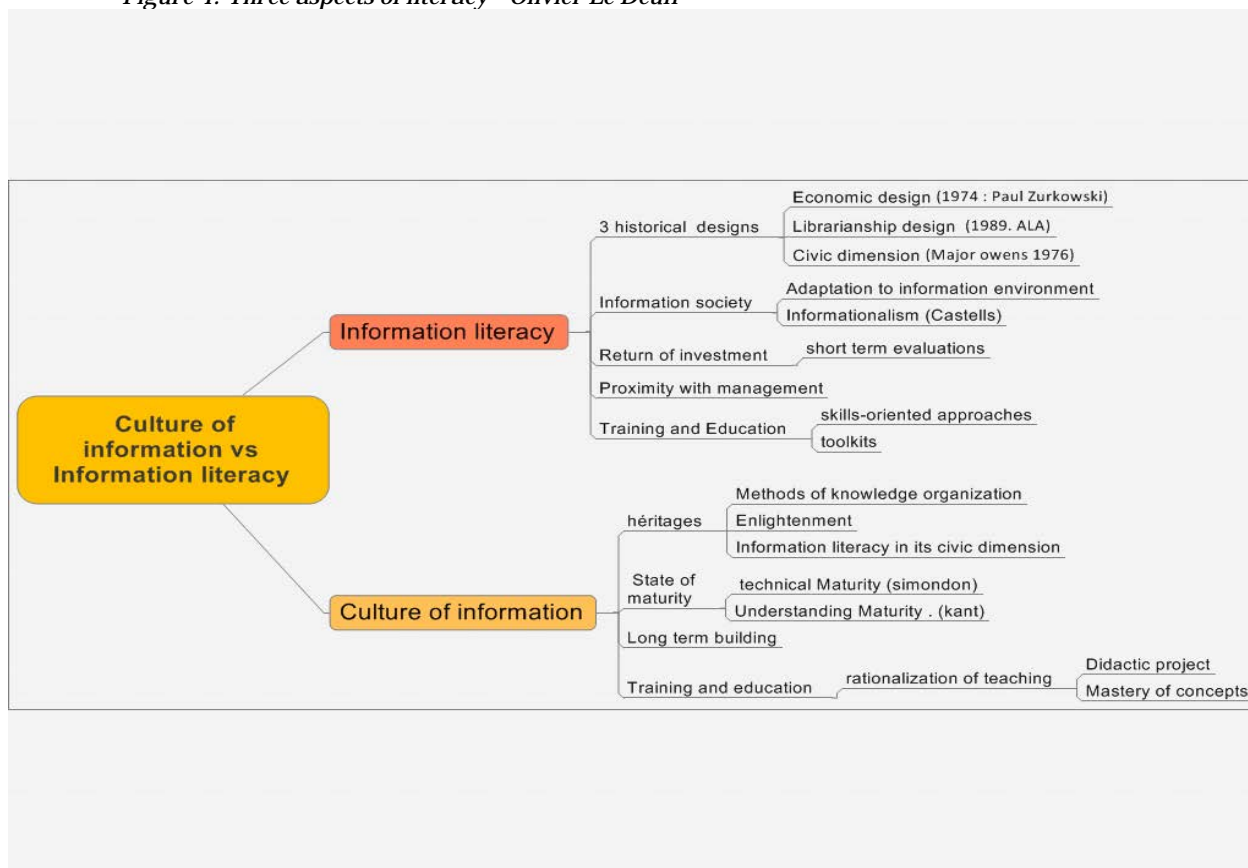 Figure 1: Three aspects of literacy - Olivier Le Deuff
Culture of
information vs
Information literacy
Information literacy
3 historical designs
Economic design (1974 : Paul Zurkowski)
Librarianship design (1989. ALA)
Civic dimension (Major owens 1976)
Information society
Adaptation to information environment
Informationalism (Castells)
Return of investment
short term evaluations
Proximity with management
Training and Education
skills-oriented approaches
toolkits
Culture of information
héritages
Methods of knowledge organization
Enlightenment
Information literacy in its civic dimension
State of
maturity
technical Maturity (simondon)
Understanding Maturity . (kant)
Long term building
Training and education
rationalization of teaching
Didactic project
Mastery of concepts